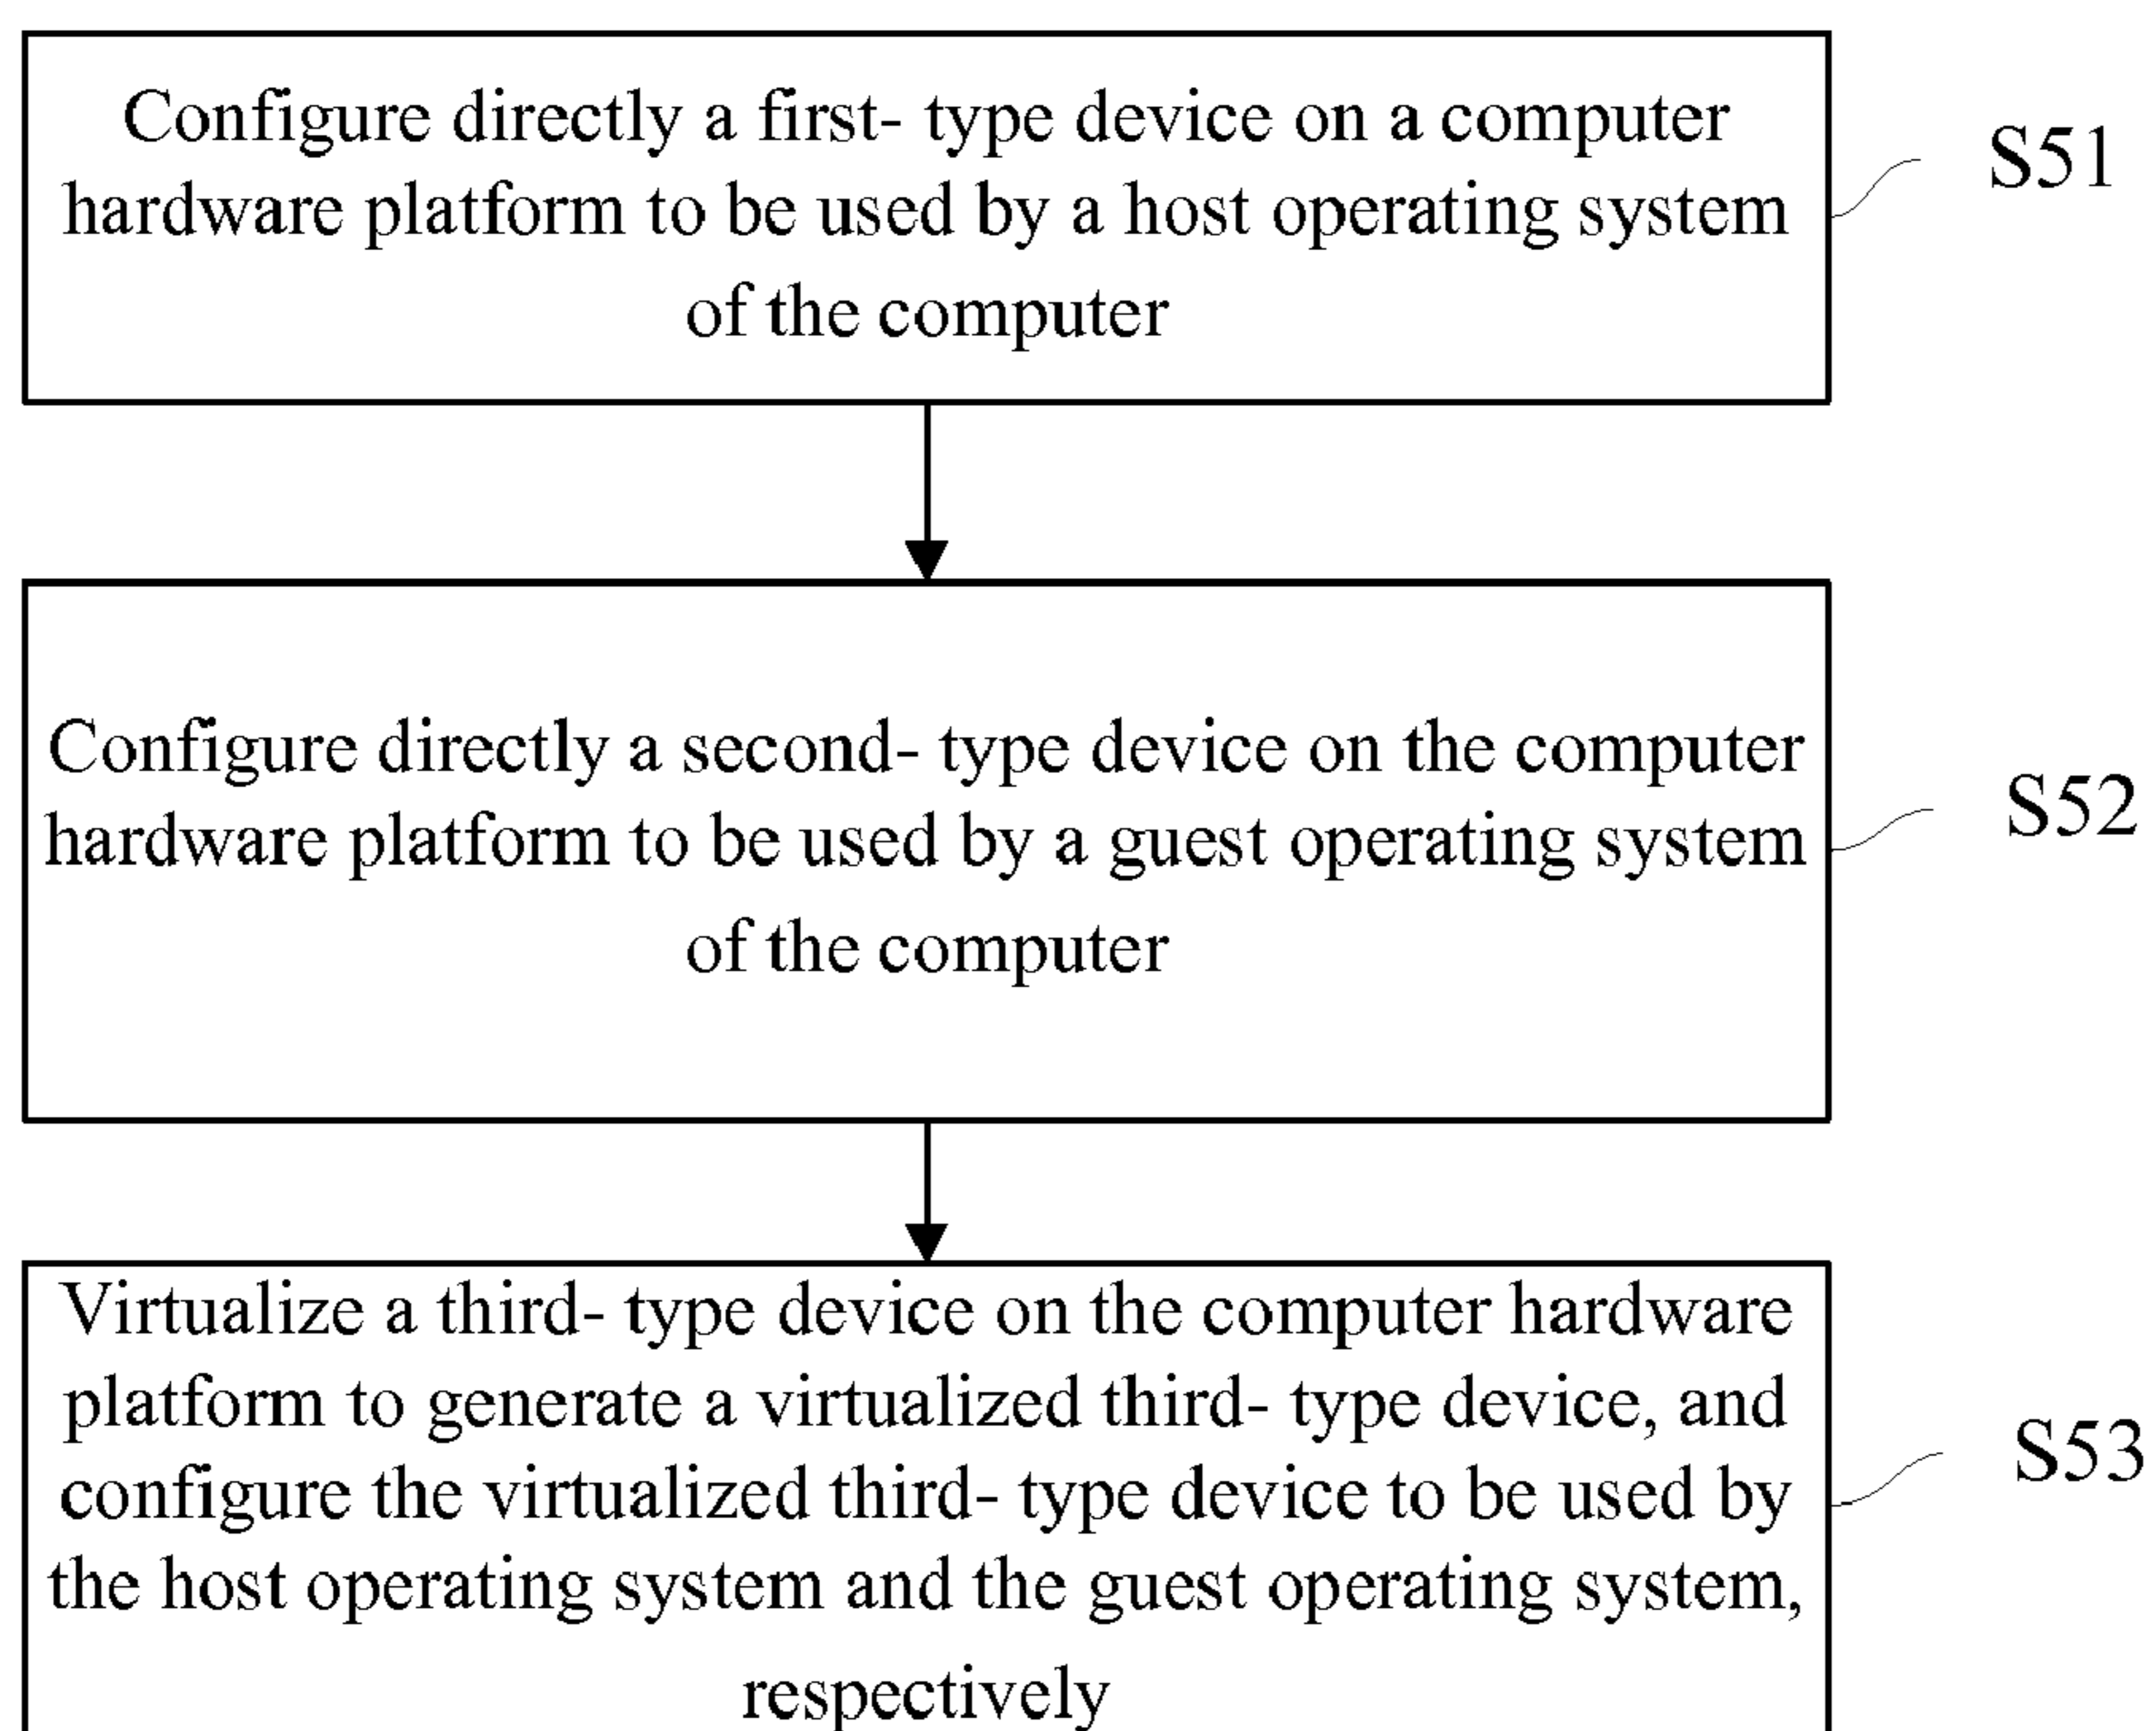 Configure directly a first- type device on a computer
hardware platform to be used by a host operating system
of the computer
S51
Configure directly a second- type device on the computer
hardware platform to be used by a guest operating system
of the computer
S52
Virtualize a third- type device on the computer hardware
platform to generate a virtualized third- type device, and
configure the virtualized third- type device to be used by
the host operating system and the guest operating system,
respectively
S53